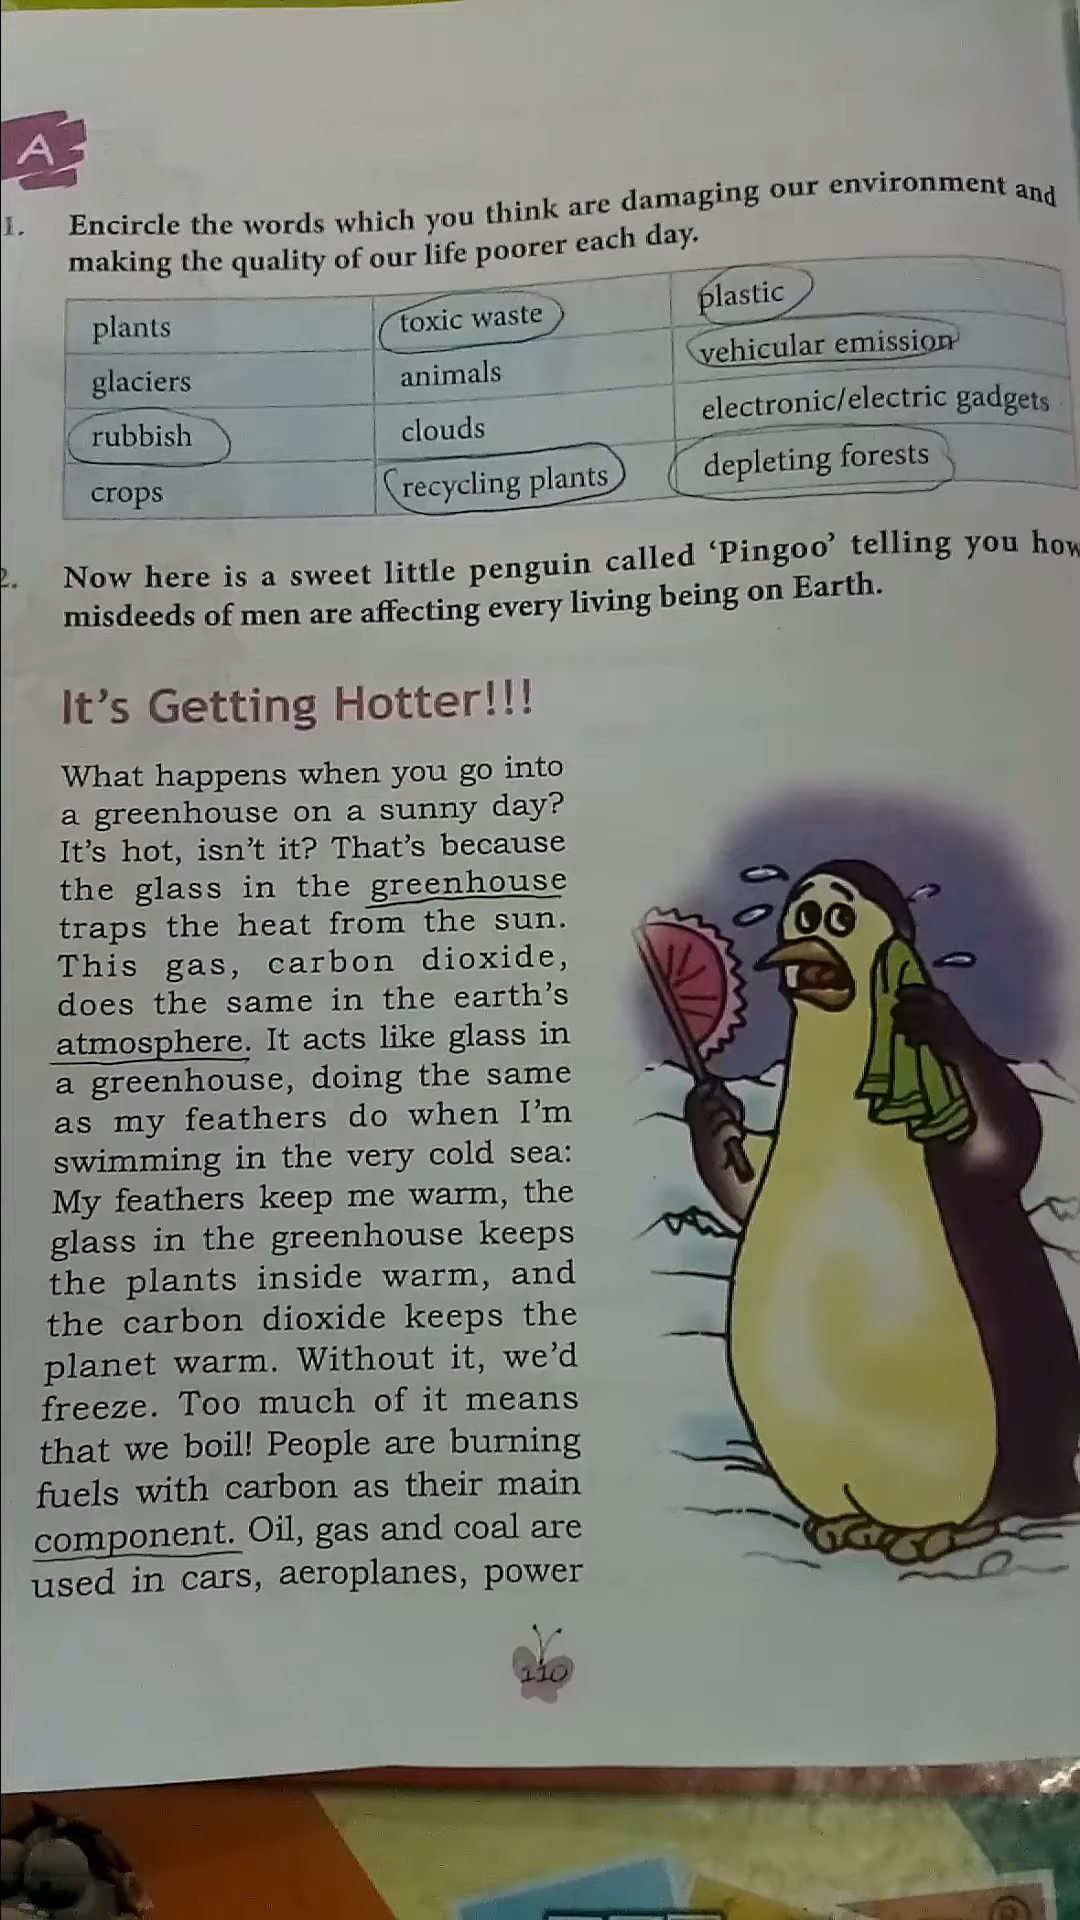 A
1. Encircle the words which you think are damaging our environment and
making the quality of our life poorer each day.
plants toxic waste plastic
glaciers animals vehicular emission
rubbish clouds electronic/electric gadgets
crops recycling plants depleting forests
2. Now here is a sweet little penguin called ‘Pingoo’ telling you how
misdeeds of men are affecting every living being on Earth.
It’s Getting Hotter!!!
What happens when you go into
a greenhouse on a sunny day?
It’s hot, isn’t it? That’s because
the glass in the greenhouse
traps the heat from the sun.
This gas, carbon dioxide,
does the same in the earth’s
atmosphere. It acts like glass in
a greenhouse, doing the same
as my feathers do when I’m
swimming in the very cold sea:
My feathers keep me warm, the
glass in the greenhouse keeps
the plants inside warm, and
the carbon dioxide keeps the
planet warm. Without it, we’d
freeze. Too much of it means
that we boil! People are burning
fuels with carbon as their main
component. Oil, gas and coal are
used in cars, aeroplanes, power
110